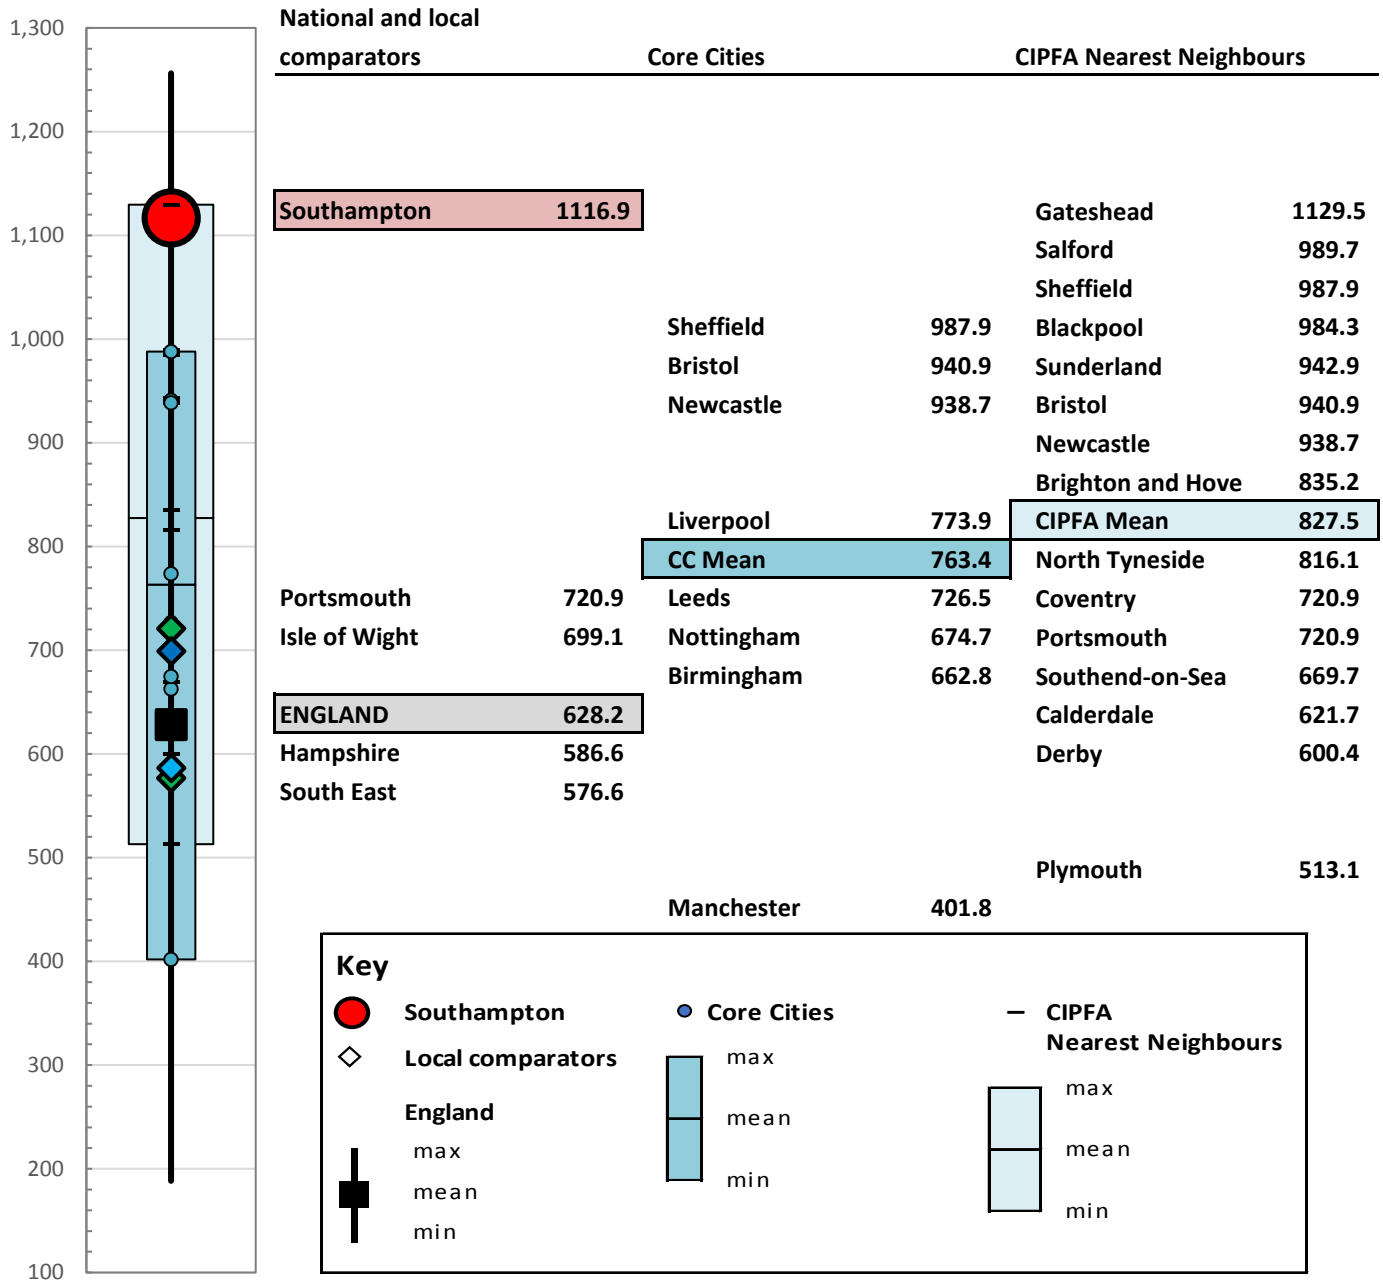 National and local
comparators Core Cities CIPFA Nearest Neighbours
1,300
1,200
1,100
1,000
900
800
700
600
500
400
300
200
100
Southampton 1116.9 Gateshead 1129.5
Salford 989.7
Sheffield 987.9
Sheffield 987.9 Blackpool 984.3
Bristol 940.9 Sunderland 942.9
Newcastle 938.7 Bristol 940.9
Newcastle 938.7
Brighton and Hove 835.2
Liverpool 773.9 CIPFA Mean 827.5
CC Mean 763.4 North Tyneside 816.1
Portsmouth 720.9 Leeds 726.5 Coventry 720.9
Isle of Wight 699.1 Nottingham 674.7 Portsmouth 720.9
Birmingham 662.8 Southend-on-Sea 669.7
ENGLAND 628.2 Calderdale 621.7
Hampshire 586.6 Derby 600.4
South East 576.6
Plymouth 513.1
Manchester 401.8
Key
Southampton
Local comparators
England
max
mean
min
Core Cities
max
mean
min
CIPFA
Nearest Neighbours
max
mean
min